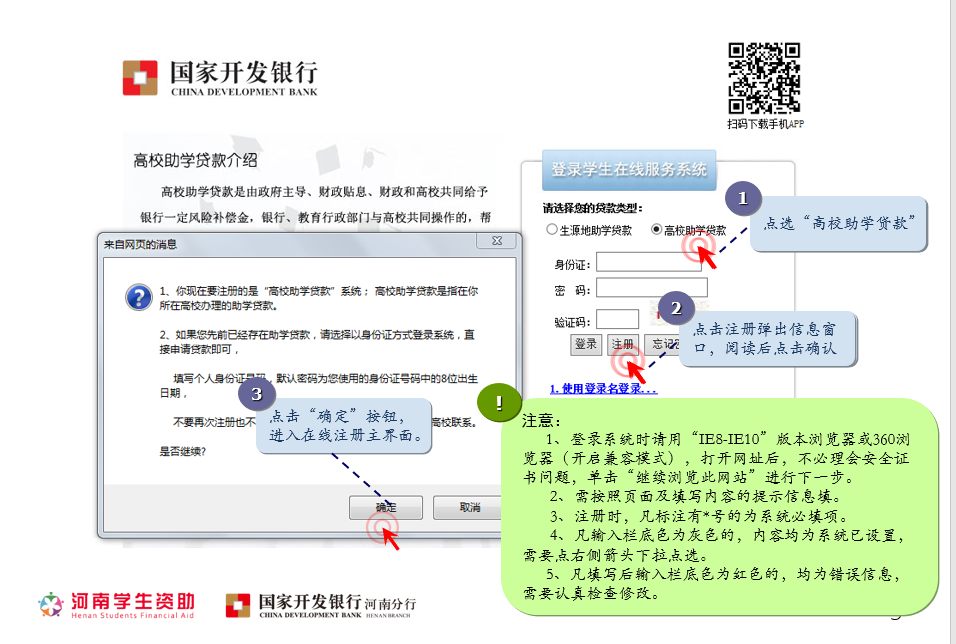 国家开发银行
CHINA DEVELOPMENT BANK
扫码下载手机APP
高校助学贷款介绍
高校助学贷款是由政府主导、财政贴息、财政和高校共同给予
银行一定风险补偿金，银行、教育行政部门与高校共同操作的，帮
登录学生在线服务系统
请选择您的贷款类型：
生源地助学贷款 高校助学贷款
1
点选“高校助学贷款”
身份证：
密 码：
验证码：
登录 注册
2
点击注册弹出信息窗
口，阅读后点击确认
1.使用登录名登录...
来自网页的消息
1、你现在要注册的是“高校助学贷款”系统； 高校助学贷款是指在你
所在高校办理的助学贷款。
2、如果您先前已经存在助学贷款，请选择以身份证方式登录系统，直
接申请贷款即可，
填写个人身份证号码，默认密码为您使用的身份证号码中的8位出生
日期，
不要再次注册也不
高校联系。
是否继续?
3
点击“确定”按钮，
进入在线注册主界面。
确定 取消
!
注意：
1、登录系统时请用“IE8-IE10”版本浏览器或360浏
览器（开启兼容模式），打开网址后，不必理会安全证
书问题，单击“继续浏览此网站”进行下一步。
2、需按照页面及填写内容的提示信息填。
3、注册时，凡标注有*号的为系统必填项。
4、凡输入栏底色为灰色的，内容均为系统已设置，
需要点右侧箭头下拉点选。
5、凡填写后输入栏底色为红色的，均为错误信息，
需要认真检查修改。
河南学生资助
Henan Students Financial Aid
国家开发银行 河南分行
CHINA DEVELOPMENT BANK HENAN BRANCH